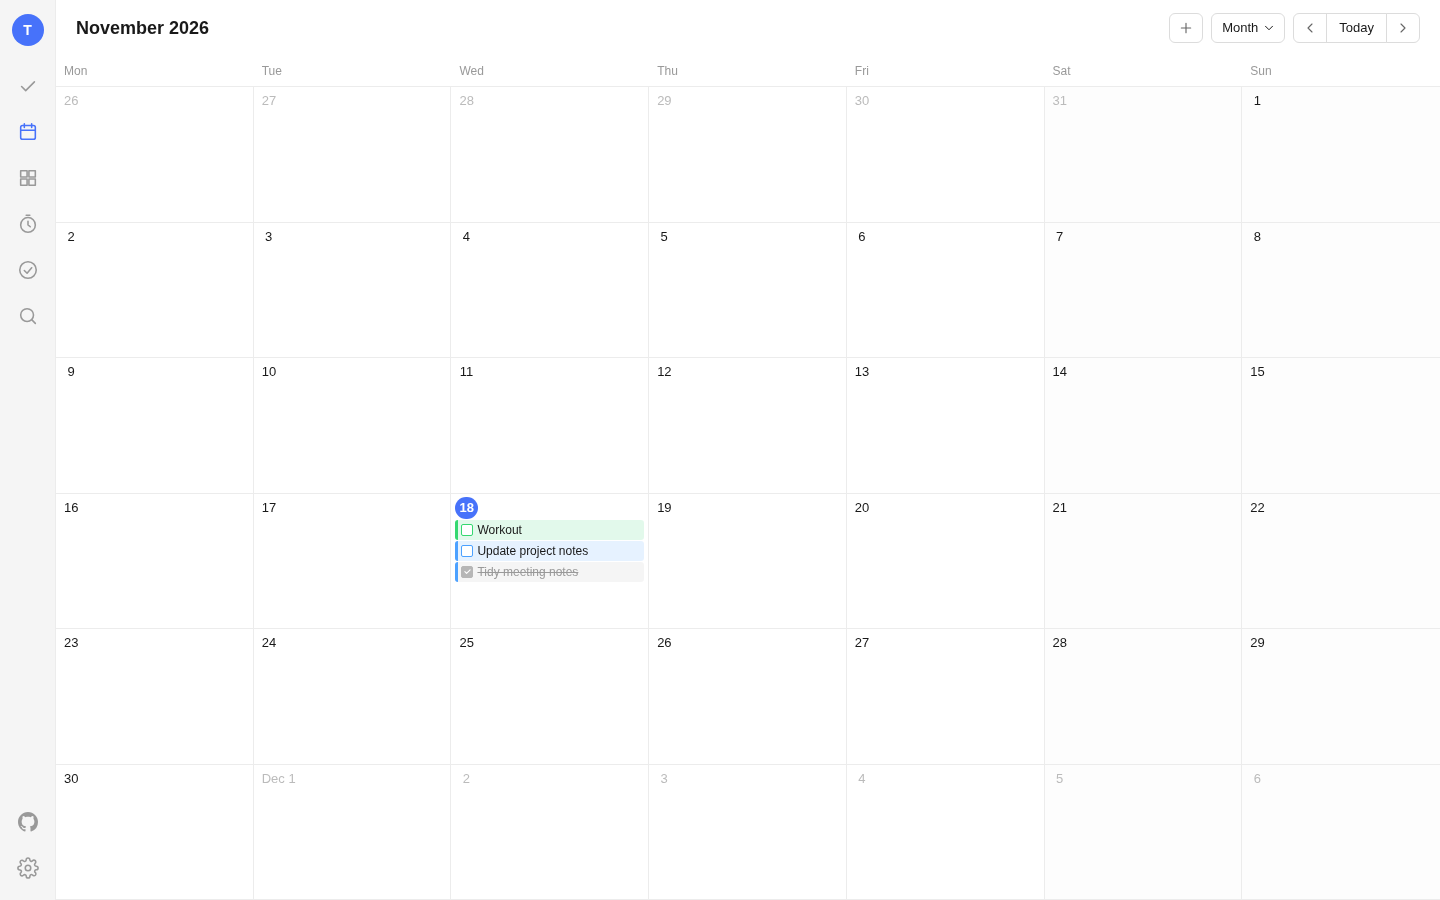 T
November 2026
Month
Today
Mon Tue Wed Thu Fri Sat Sun
26 27 28 29 30 31 1
2 3 4 5 6 7 8
9 10 11 12 13 14 15
16 17 18 19 20 21 22
Workout
Update project notes
Tidy meeting notes
23 24 25 26 27 28 29
30 Dec 1 2 3 4 5 6